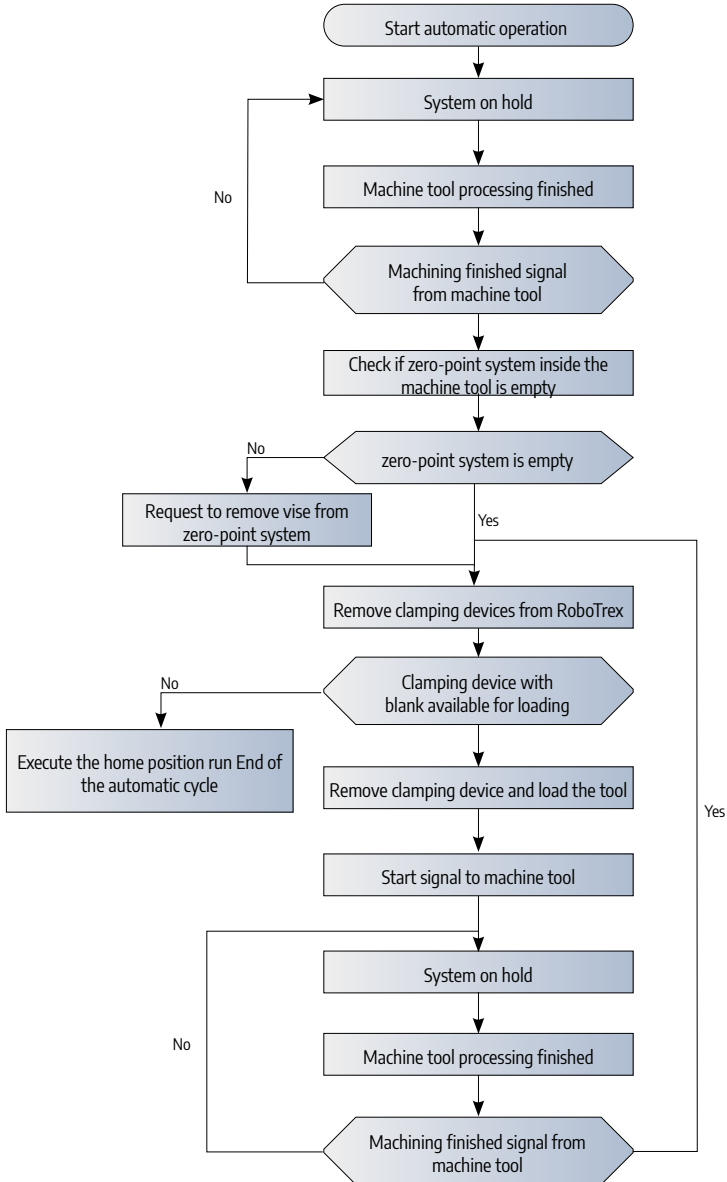 Start automatic operation
System on hold
No
Machine tool processing finished
Machining finished signal
from machine tool
Check if zero-point system inside the
machine tool is empty
No
zero-point system is empty
Request to remove vise from
zero-point system
Yes
Remove clamping devices from RoboTrex
No
Clamping device with
blank available for loading
Execute the home position run End of
the automatic cycle
Remove clamping device and load the tool
Yes
Start signal to machine tool
System on hold
No
Machine tool processing finished
Machining finished signal from
machine tool